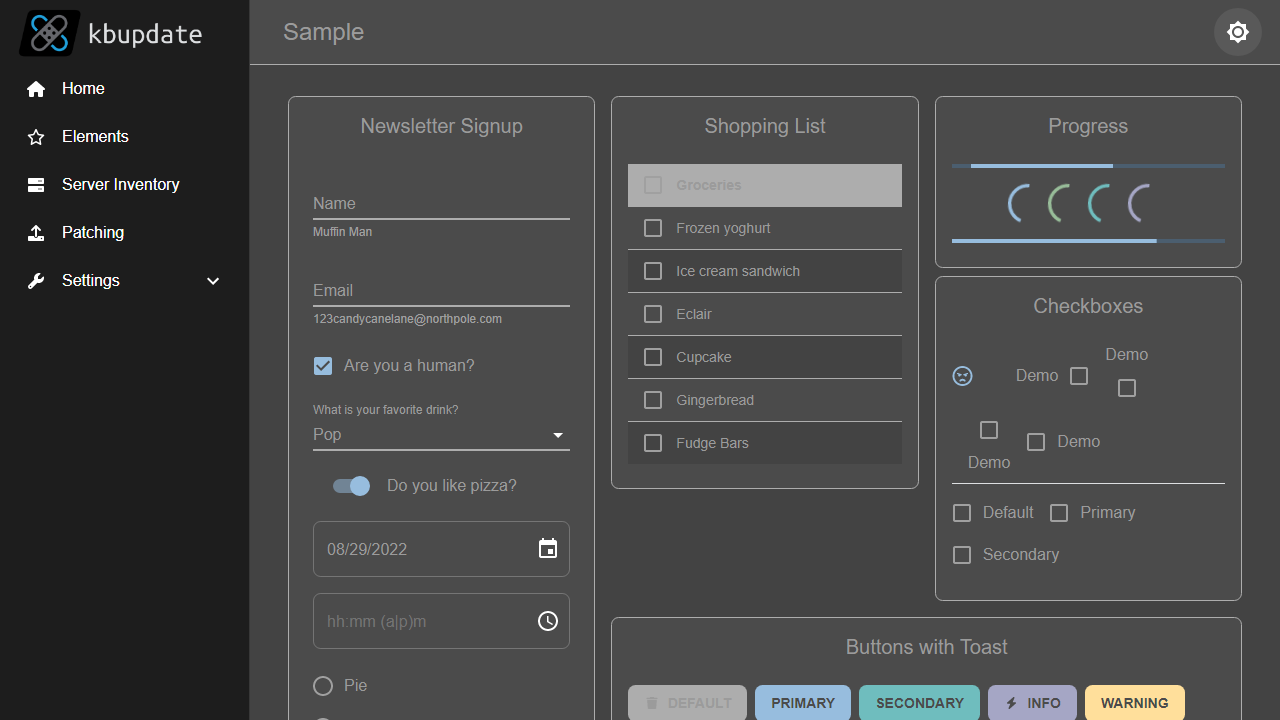 kbupdate
Home
Elements
Server Inventory
Patching
Settings
Sample
Newsletter Signup
Name
Muffin Man
Email
123candycanelane@northpole.com
Are you a human?
What is your favorite drink?
Pop
Do you like pizza?
08/29/2022
hh:mm (a|p)m
Pie
Shopping List
Groceries
Frozen yoghurt
Ice cream sandwich
Eclair
Cupcake
Gingerbread
Fudge Bars
Progress
Checkboxes
Demo
Demo
Demo
Demo
Default
Primary
Secondary
Buttons with Toast
DEFAULT
PRIMARY
SECONDARY
INFO
WARNING